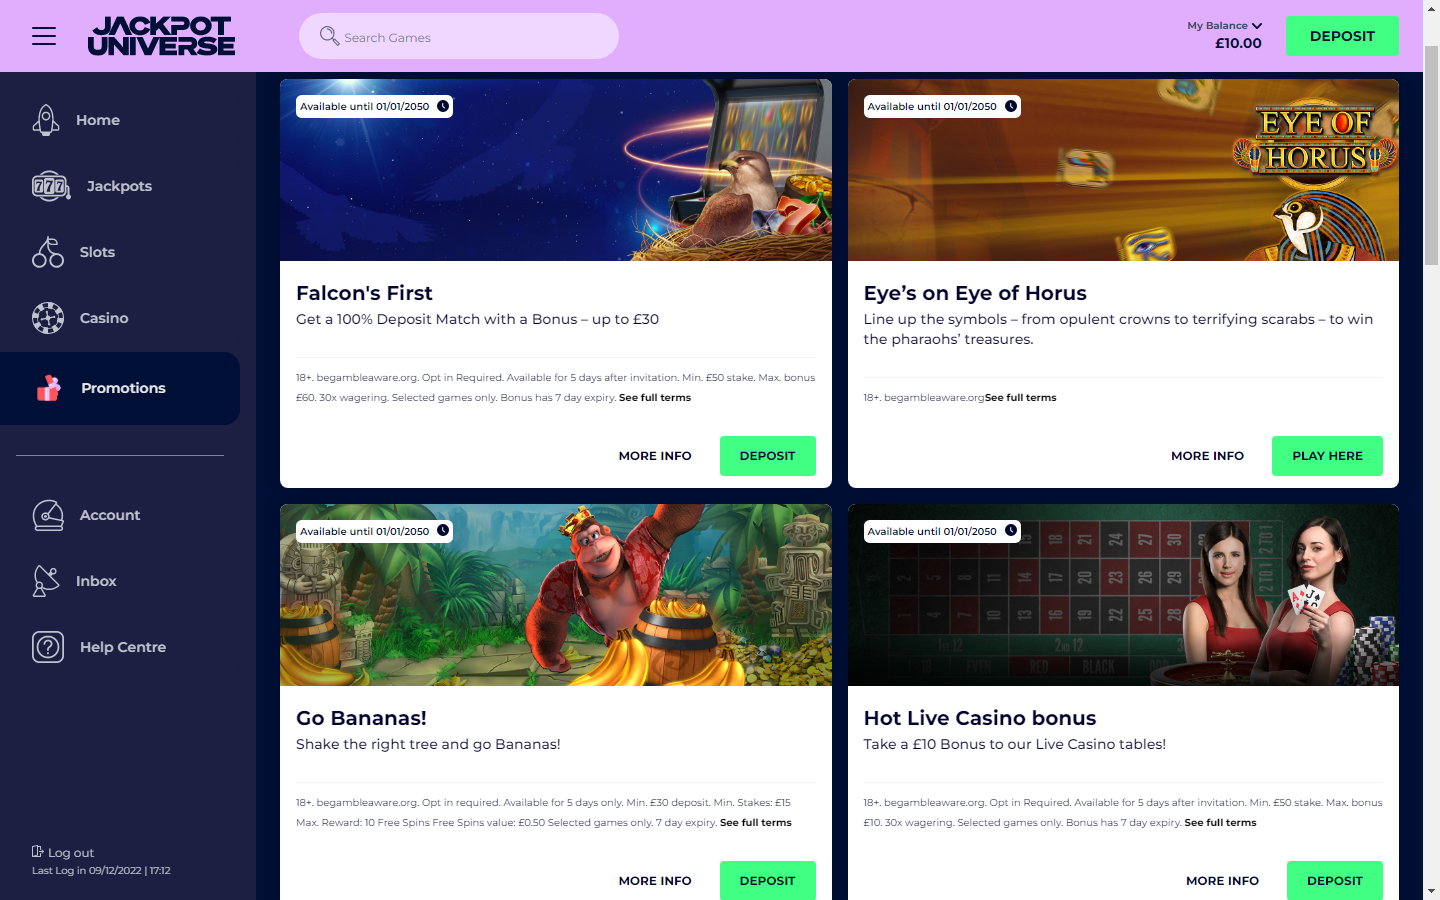 JACKPOT
UNIVERSE
Search Games
My Balance
£10.00
DEPOSIT
Home
Jackpots
Slots
Casino
Promotions
Account
Inbox
Help Centre
Log out
Last Log in 09/12/2022 | 17:12
Available until 01/01/2050
Falcon's First
Get a 100% Deposit Match with a Bonus – up to £30
18+. begambleaware.org. Opt in Required. Available for 5 days after invitation. Min. £50 stake. Max. bonus
£60. 30x wagering. Selected games only. Bonus has 7 day expiry. See full terms
MORE INFO
DEPOSIT
Available until 01/01/2050
EYE OF
HORUS
Eye’s on Eye of Horus
Line up the symbols – from opulent crowns to terrifying scarabs – to win
the pharaohs’ treasures.
18+. begambleaware.orgSee full terms
MORE INFO
PLAY HERE
Available until 01/01/2050
Go Bananas!
Shake the right tree and go Bananas!
18+. begambleaware.org. Opt in required. Available for 5 days only. Min. £30 deposit. Min. Stakes: £15
Max. Reward: 10 Free Spins Free Spins value: £0.50 Selected games only. 7 day expiry. See full terms
MORE INFO
DEPOSIT
Available until 01/01/2050
Hot Live Casino bonus
Take a £10 Bonus to our Live Casino tables!
18+. begambleaware.org. Opt in Required. Available for 5 days after invitation. Min. £50 stake. Max. bonus
£10. 30x wagering. Selected games only. Bonus has 7 day expiry. See full terms
MORE INFO
DEPOSIT